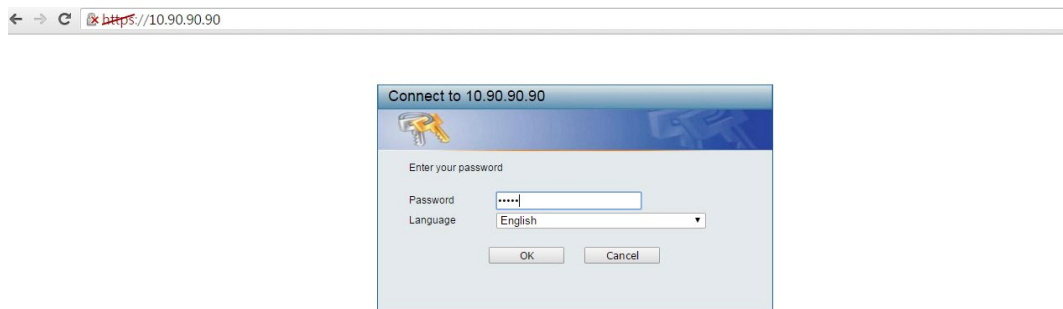 https://10.90.90.90
Connect to 10.90.90.90
Enter your password
Password •••••
Language English
OK Cancel